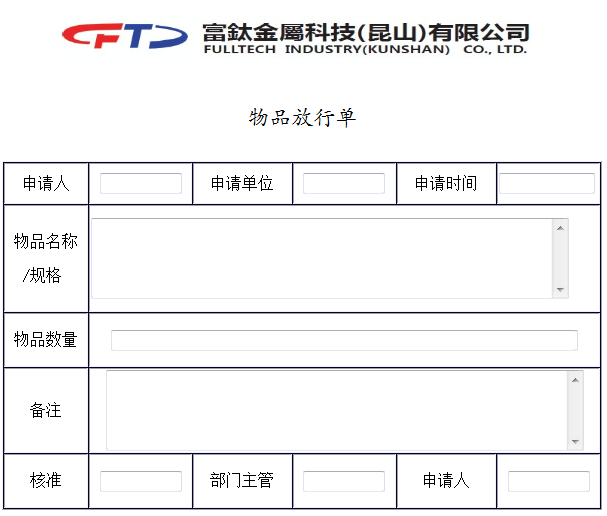 FTC
富鈦金屬科技(昆山)有限公司
FULLTECH INDUSTRY(KUNSHAN) CO., LTD.
物品放行单
申请人 申请单位 申请时间
物品名称
/规格
物品数量
备注
核准 部门主管 申请人